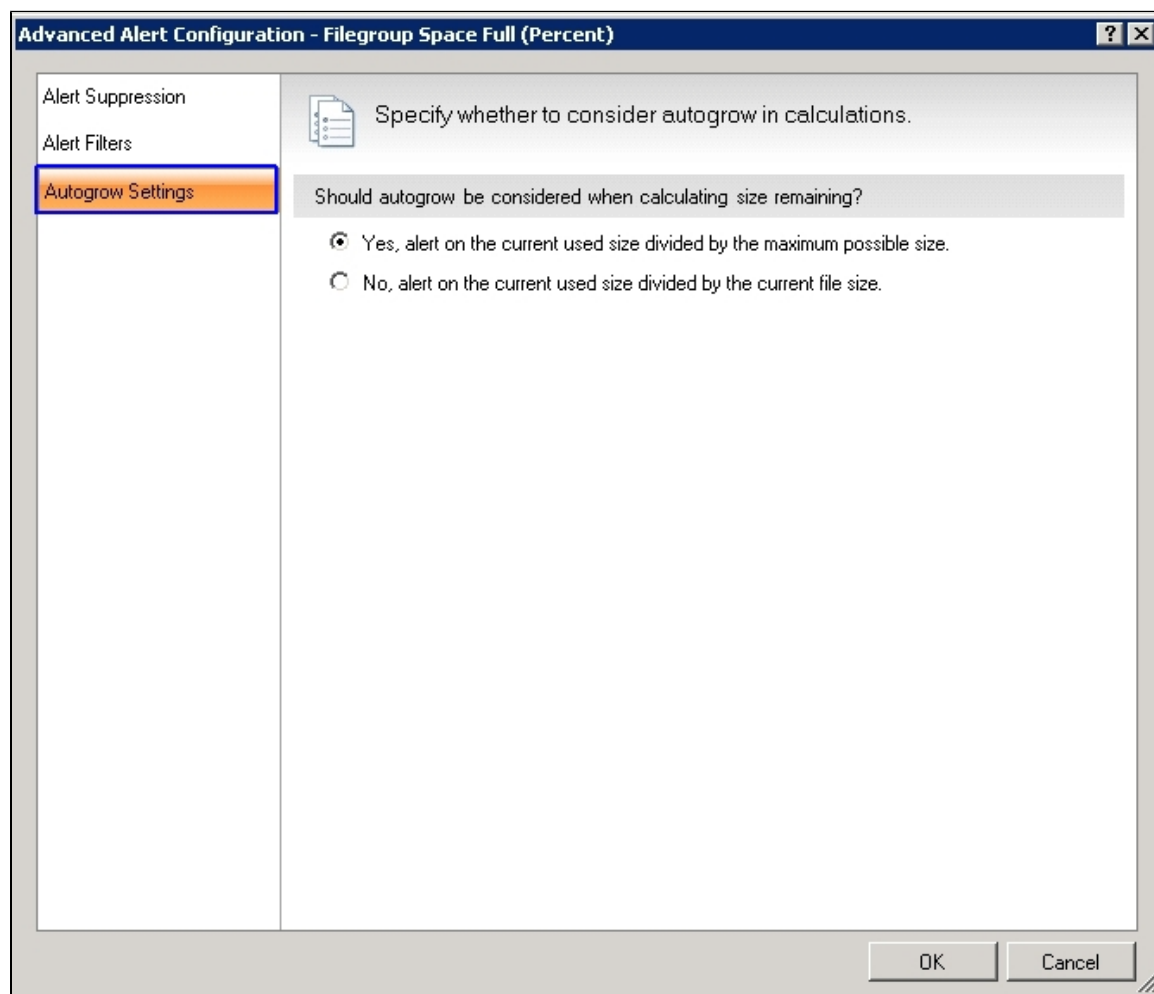 Advanced Alert Configuration - Filegroup Space Full (Percent)
Alert Suppression
Alert Filters
Autogrow Settings
Specify whether to consider autogrow in calculations.
Should autogrow be considered when calculating size remaining?
Yes, alert on the current used size divided by the maximum possible size.
No, alert on the current used size divided by the current file size.
OK
Cancel